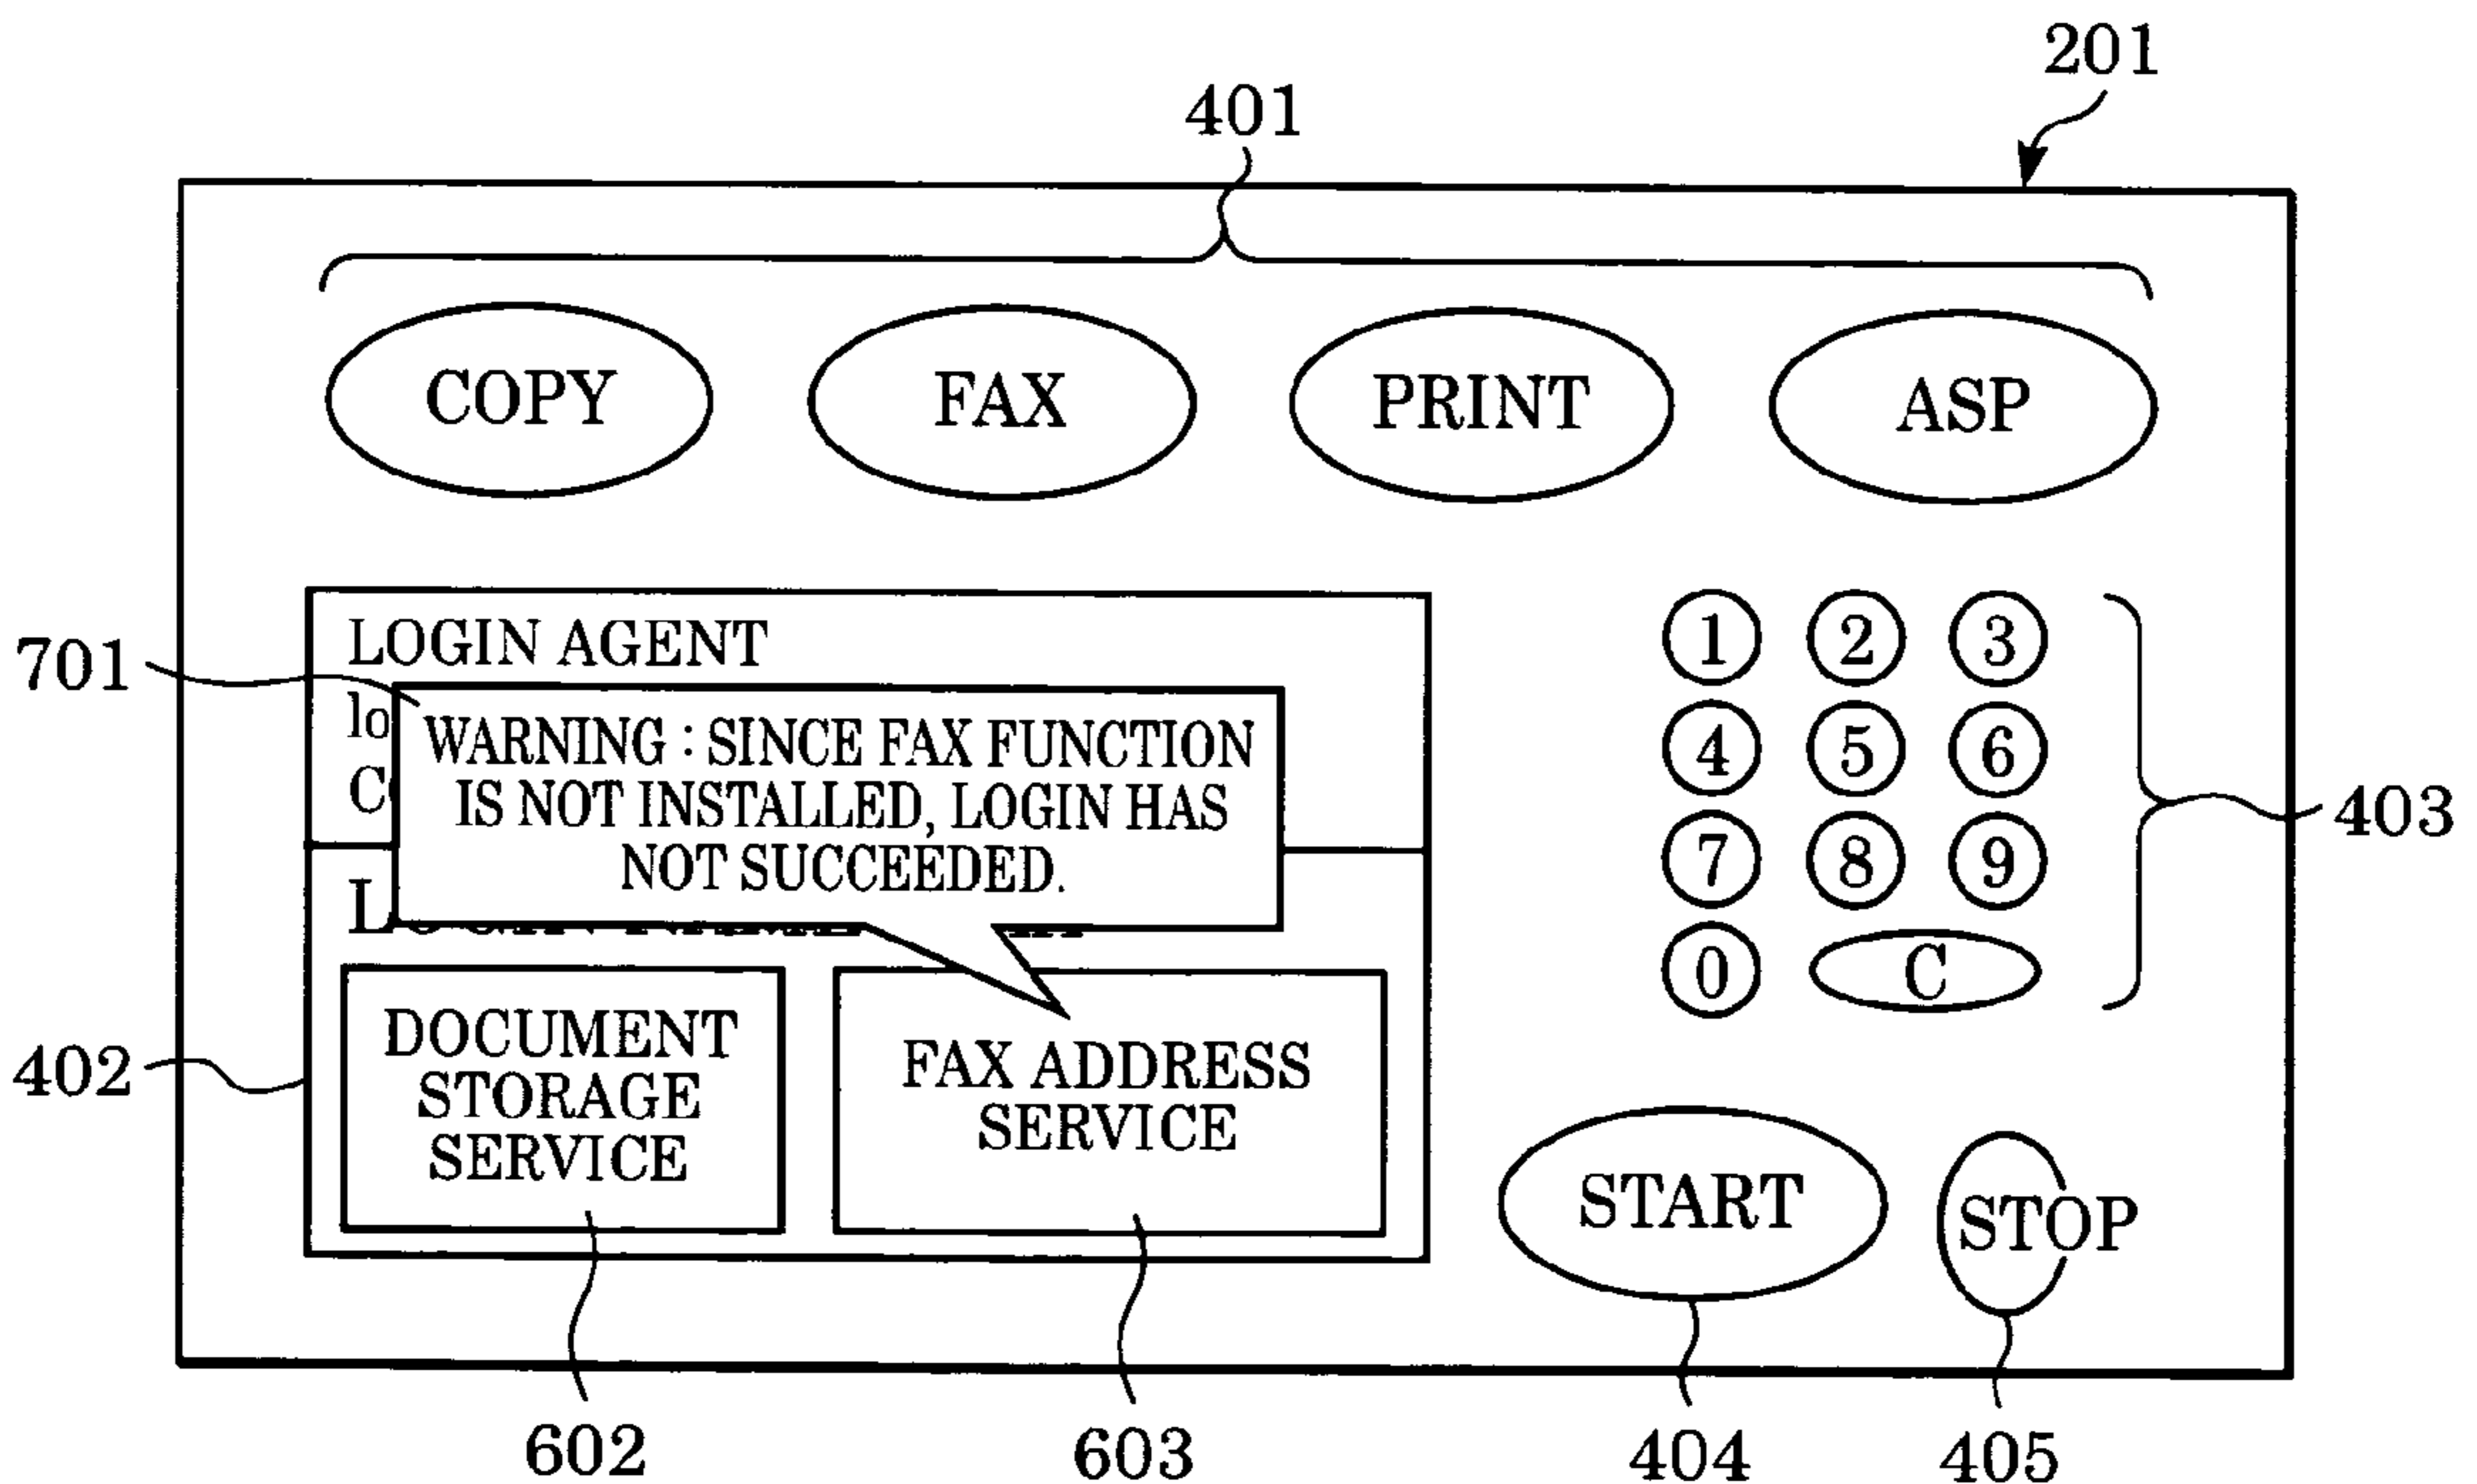 201
401
COPY
FAX
PRINT
ASP
LOGIN AGENT
701
lo
WARNING : SINCE FAX FUNCTION
C
IS NOT INSTALLED, LOGIN HAS
NOT SUCCEEDED.
L
1 2 3
4 5 6
7 8 9
0 C
403
402
DOCUMENT
STORAGE
SERVICE
FAX ADDRESS
SERVICE
START
STOP
602
603
404
405